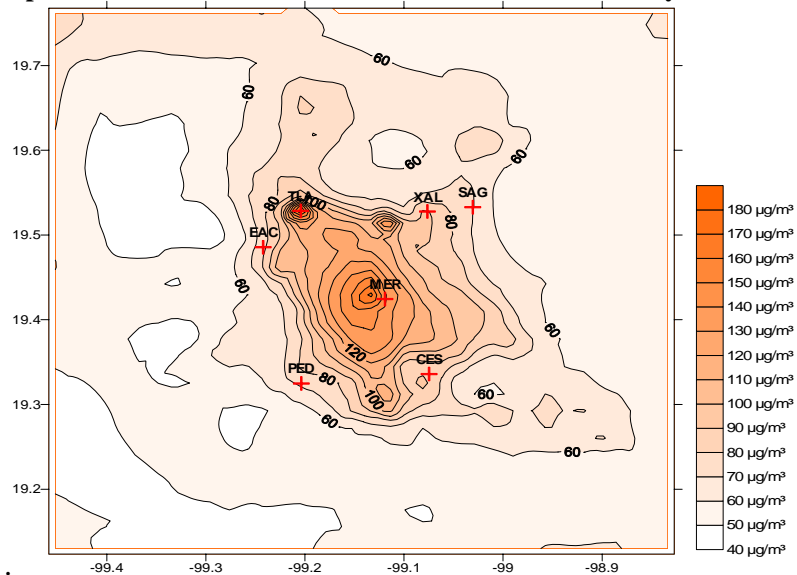 19.7
19.6
19.5
19.4
19.3
19.2
-99.4
-99.3
-99.2
-99.1
-99
-98.9
60
60
60
60
TLA
100
80
XAL
SAG
80
EAC
60
MER
60
120
CES
PED
80
100
60
60
60
180 µg/m³
170 µg/m³
160 µg/m³
150 µg/m³
140 µg/m³
130 µg/m³
120 µg/m³
110 µg/m³
100 µg/m³
90 µg/m³
80 µg/m³
70 µg/m³
60 µg/m³
50 µg/m³
40 µg/m³